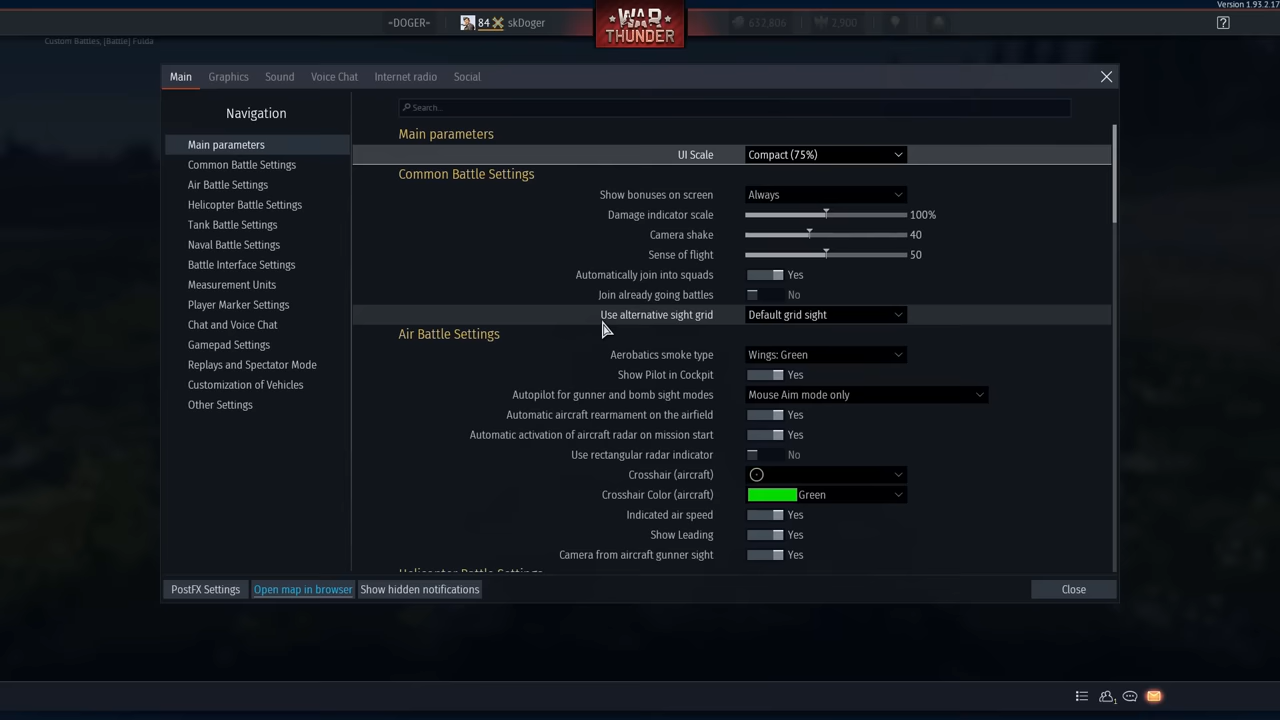 Version 1.93.2.17
=DOGER=
84
skDoger
WAR
THUNDER
632,806
2,900
?
Custom Battles, [Battle] Fulda
Main
Graphics
Sound
Voice Chat
Internet radio
Social
Navigation
Main parameters
Common Battle Settings
Air Battle Settings
Helicopter Battle Settings
Tank Battle Settings
Naval Battle Settings
Battle Interface Settings
Measurement Units
Player Marker Settings
Chat and Voice Chat
Gamepad Settings
Replays and Spectator Mode
Customization of Vehicles
Other Settings
Search...
Main parameters
UI Scale Compact (75%)
Common Battle Settings
Show bonuses on screen Always
Damage indicator scale 100%
Camera shake 40
Sense of flight 50
Automatically join into squads Yes
Join already going battles No
Use alternative sight grid Default grid sight
Air Battle Settings
Aerobatics smoke type Wings: Green
Show Pilot in Cockpit Yes
Autopilot for gunner and bomb sight modes Mouse Aim mode only
Automatic aircraft rearmament on the airfield Yes
Automatic activation of aircraft radar on mission start Yes
Use rectangular radar indicator No
Crosshair (aircraft)
Crosshair Color (aircraft) Green
Indicated air speed Yes
Show Leading Yes
Camera from aircraft gunner sight Yes
Helicopter Battle Settings
PostFX Settings
Open map in browser
Show hidden notifications
Close
1